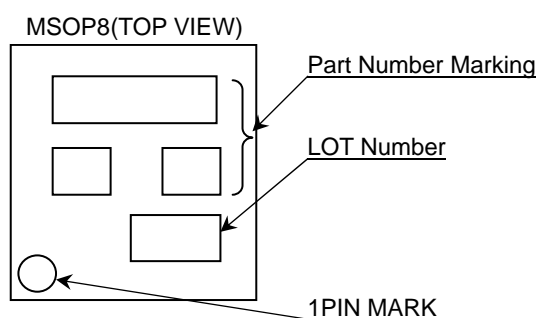 MSOP8(TOP VIEW)
Part Number Marking
LOT Number
1PIN MARK